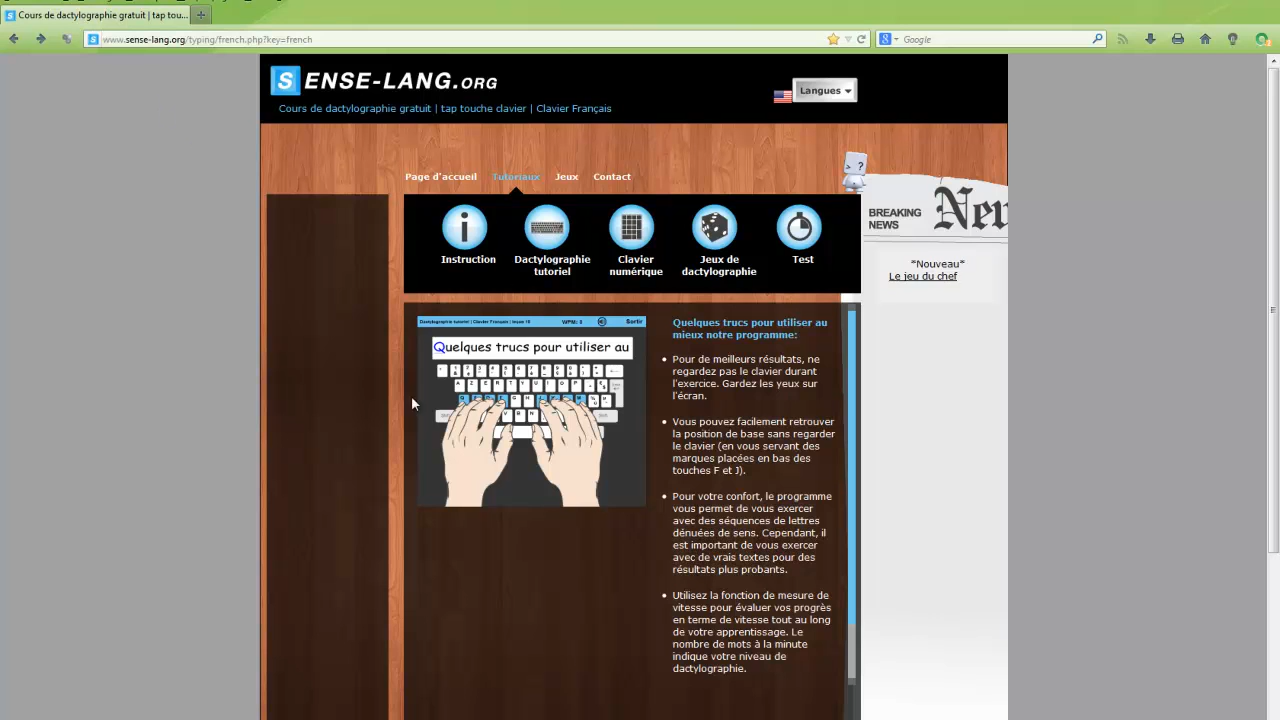 Cours de dactylographie gratuit | tap tou...
www.sense-lang.org/typing/french.php?key=french
Google
SENSE-LANG.ORG
Langues
Cours de dactylographie gratuit | tap touche clavier | Clavier Français
Page d'accueil Tutoriaux Jeux Contact
BREAKING
NEWS
Instruction
Dactylographie
tutoriel
Clavier
numérique
Jeux de
dactylographie
Test
*Nouveau*
Le jeu du chef
Dactylographie tutoriel | Clavier Français | WPM: Sortir
Quelques trucs pour utiliser au
Quelques trucs pour utiliser au
mieux notre programme:
Pour de meilleurs résultats, ne
regardez pas le clavier durant
l'exercice. Gardez les yeux sur
l'écran.
Vous pouvez facilement retrouver
la position de base sans regarder
le clavier (en vous servant des
marques placées en bas des
touches F et J).
Pour votre confort, le programme
vous permet de vous exercer
avec des séquences de lettres
dénuées de sens. Cependant, il
est important de vous exercer
avec de vrais textes pour des
résultats plus probants.
Utilisez la fonction de mesure de
vitesse pour évaluer vos progrès
en terme de vitesse tout au long
de votre apprentissage. Le
nombre de mots à la minute
indique votre niveau de
dactylographie.